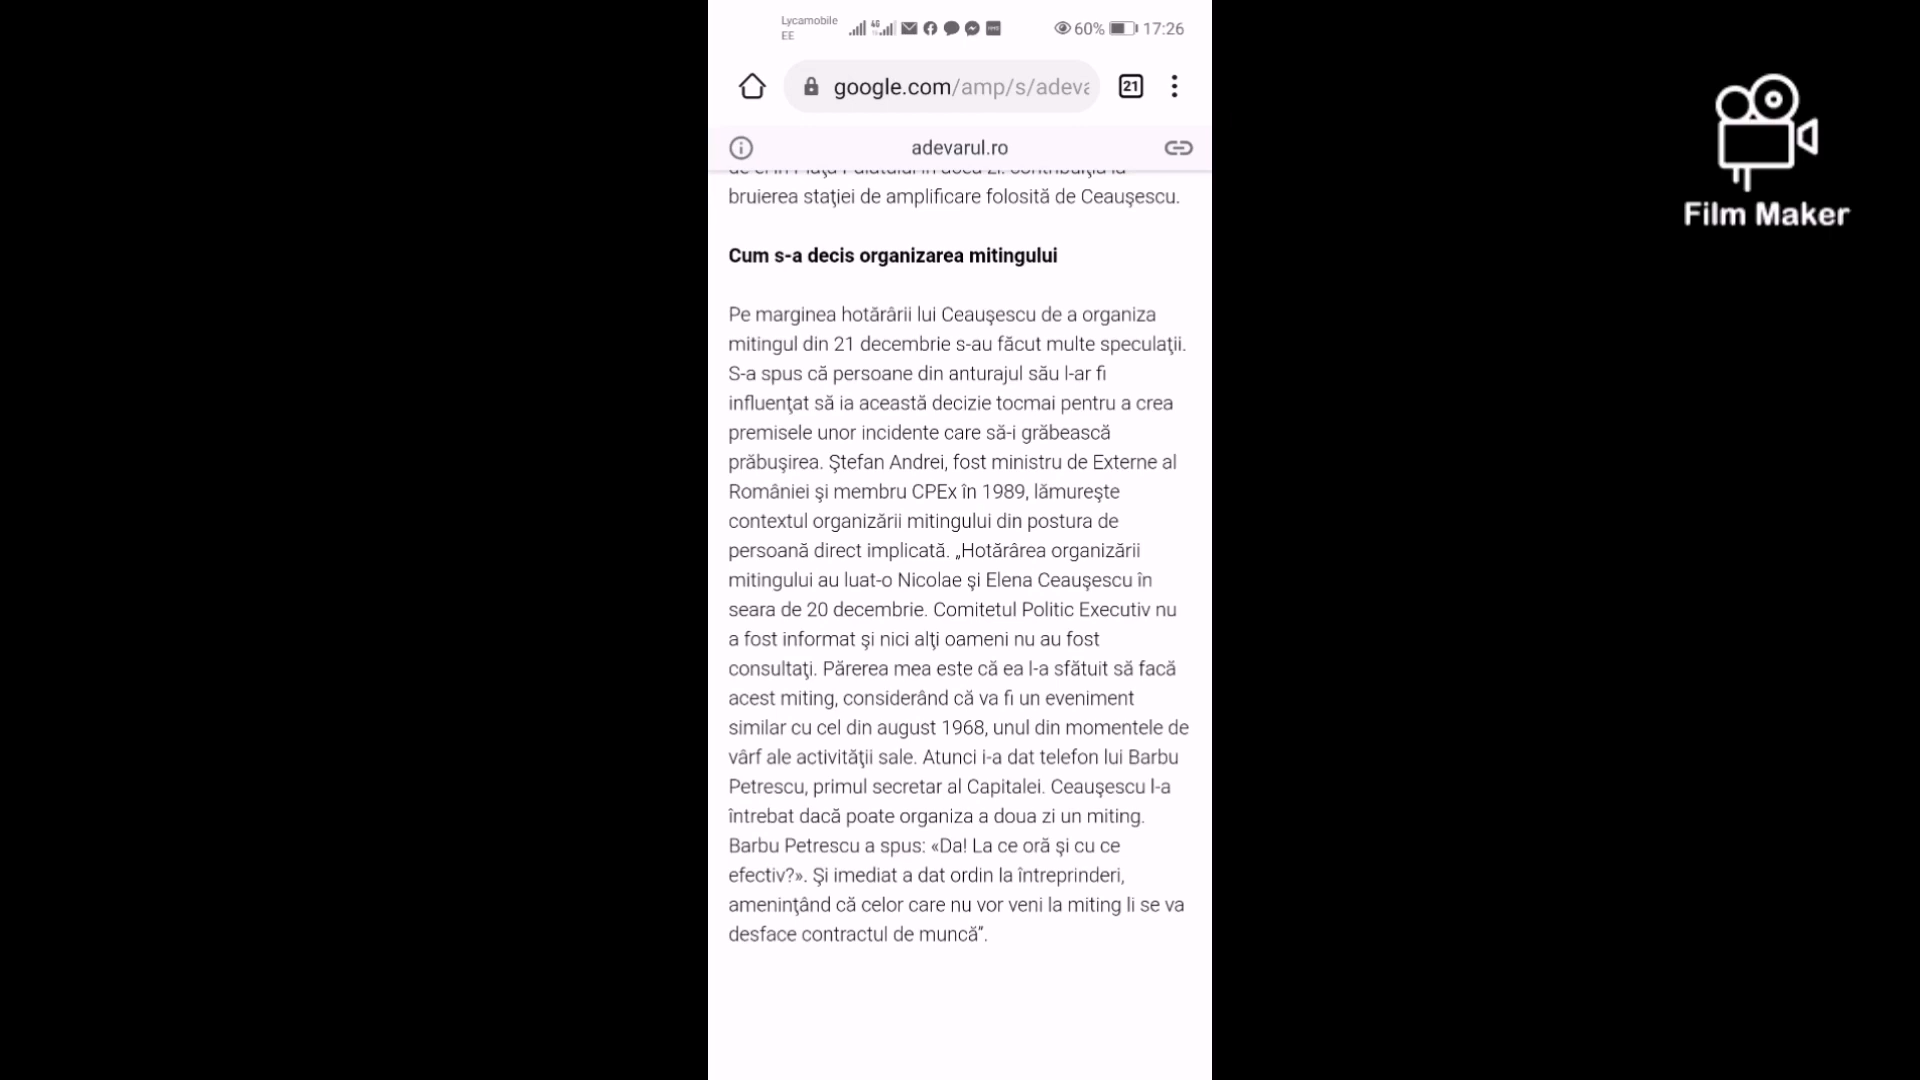 Lycamobile
EE
4G
60%
17:26
google.com/amp/s/adeva
21
adevarul.ro
bruierea staţiei de amplificare folosită de Ceauşescu.
Cum s-a decis organizarea mitingului
Pe marginea hotărârii lui Ceauşescu de a organiza
mitingul din 21 decembrie s-au făcut multe speculaţii.
S-a spus că persoane din anturajul său l-ar fi
influenţat să ia această decizie tocmai pentru a crea
premisele unor incidente care să-i grăbească
prăbuşirea. Ştefan Andrei, fost ministru de Externe al
României şi membru CPEx în 1989, lămureşte
contextul organizării mitingului din postura de
persoană direct implicată. „Hotărârea organizării
mitingului au luat-o Nicolae şi Elena Ceauşescu în
seara de 20 decembrie. Comitetul Politic Executiv nu
a fost informat şi nici alţi oameni nu au fost
consultaţi. Părerea mea este că ea l-a sfătuit să facă
acest miting, considerând că va fi un eveniment
similar cu cel din august 1968, unul din momentele de
vârf ale activităţii sale. Atunci i-a dat telefon lui Barbu
Petrescu, primul secretar al Capitalei. Ceauşescu l-a
întrebat dacă poate organiza a doua zi un miting.
Barbu Petrescu a spus: «Da! La ce oră şi cu ce
efectiv?». Şi imediat a dat ordin la întreprinderi,
ameninţând că celor care nu vor veni la miting li se va
desface contractul de muncă”.
Film Maker